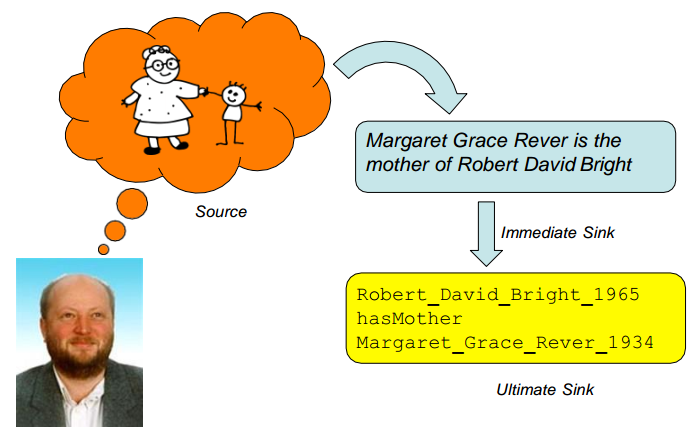 Margaret Grace Rever is the
mother of Robert David Bright
Source
Immediate Sink
Robert_David_Bright_1965
hasMother
Margaret_Grace_Rever_1934
Ultimate Sink